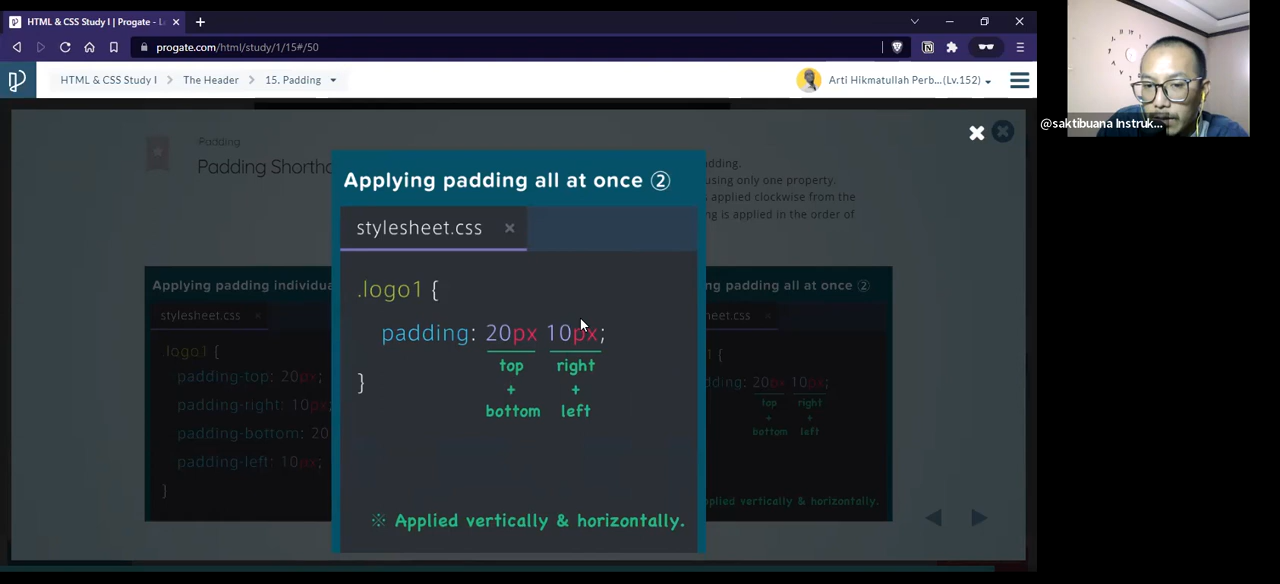 HTML & CSS Study I | Progate - L
progate.com/html/study/1/15#/50
HTML & CSS Study I
The Header
15. Padding
Arti Hikmatullah Perb...(Lv.152)
@saktibuana Instruk...
Padding
Padding Shortha
dding.
using only one property.
s applied clockwise from the
ng is applied in the order of
Applying padding all at once ②
stylesheet.css ×
.logo1 {
padding: 20px 10px;
top right
+ +
bottom left
}
※ Applied vertically & horizontally.
Applying padding individua
stylesheet.css ×
.logo1 {
padding-top: 20px;
padding-right: 10px;
padding-bottom: 20
padding-left: 10px;
}
ng padding all at once ②
eet.css ×
1 {
dding: 20px 10px;
top right
+ +
bottom left
pplied vertically & horizontally.